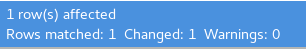 1 row(s) affected
Rows matched: 1  Changed: 1  Warnings: 0